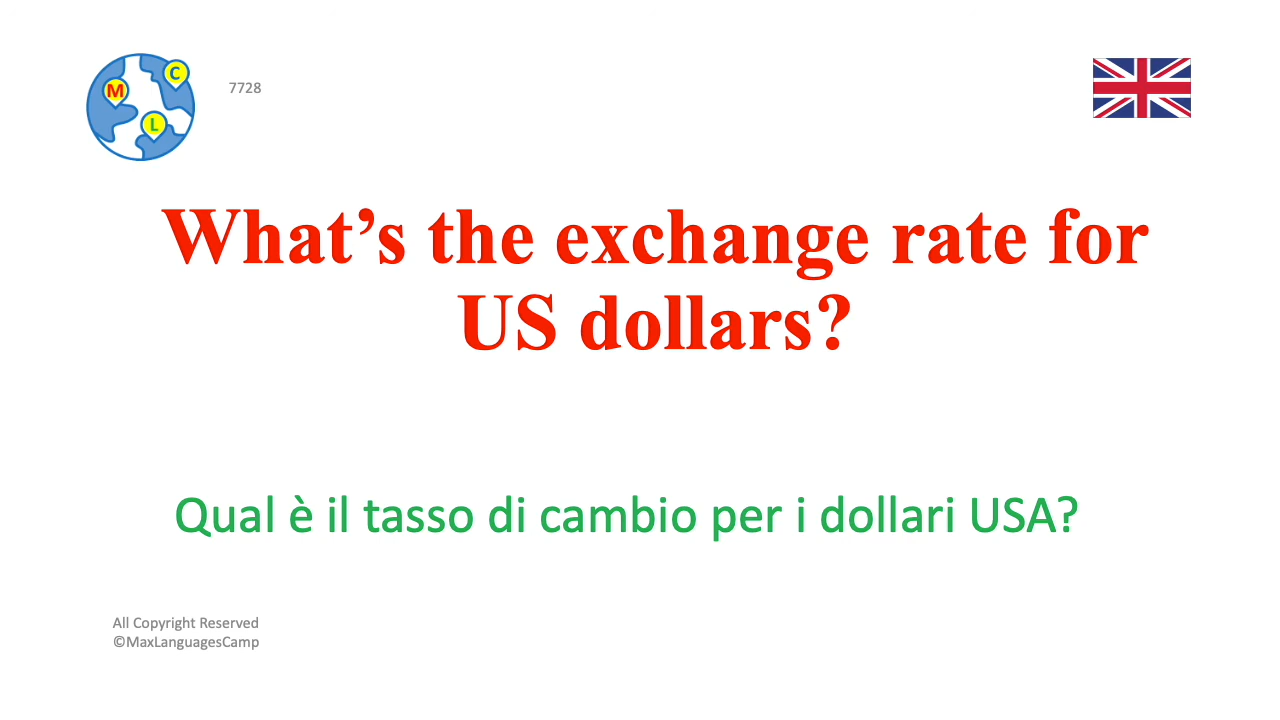 7728
M
C
L
What’s the exchange rate for
US dollars?
Qual è il tasso di cambio per i dollari USA?
All Copyright Reserved
©MaxLanguagesCamp